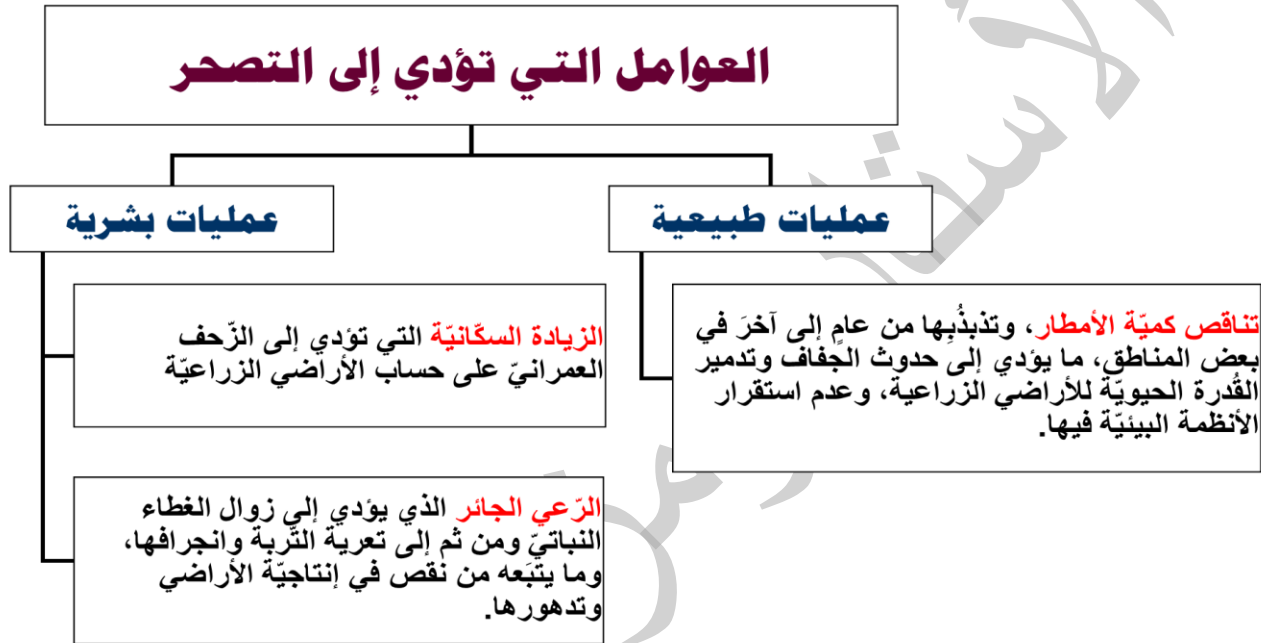 العوامل التي تؤدي إلى التصحر
عمليات طبيعية
تناقص كميّة الأمطار، وتذبذُبِها من عامٍ إلى آخرَ في
بعض المناطق، ما يؤدي إلى حدوث الجفاف وتدمير
القُدرة الحيويّة للأراضي الزراعية، وعدم استقرار
الأنظمة البيئيّة فيها.
عمليات بشرية
الزيادة السكّانيّة التي تؤدي إلى الزّحف
العمرانيّ على حساب الأراضي الزراعيّة
الرّعي الجائر الذي يؤدي إلى زوال الغطاء
النباتيّ ومن ثم إلى تعرية التّربة وانجرافها،
وما يتبَعه من نقص في إنتاجيّة الأراضي
وتدهورها.